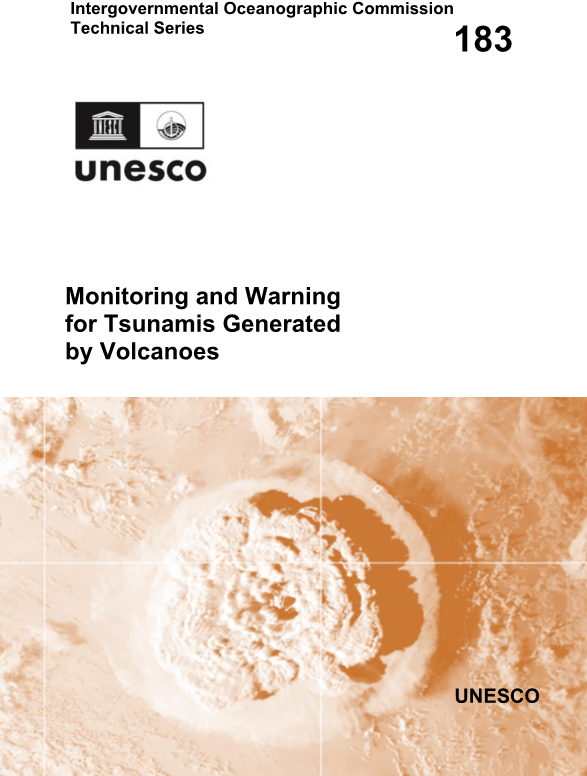 Intergovernmental Oceanographic Commission
Technical Series
183
unesco
Monitoring and Warning
for Tsunamis Generated
by Volcanoes
UNESCO